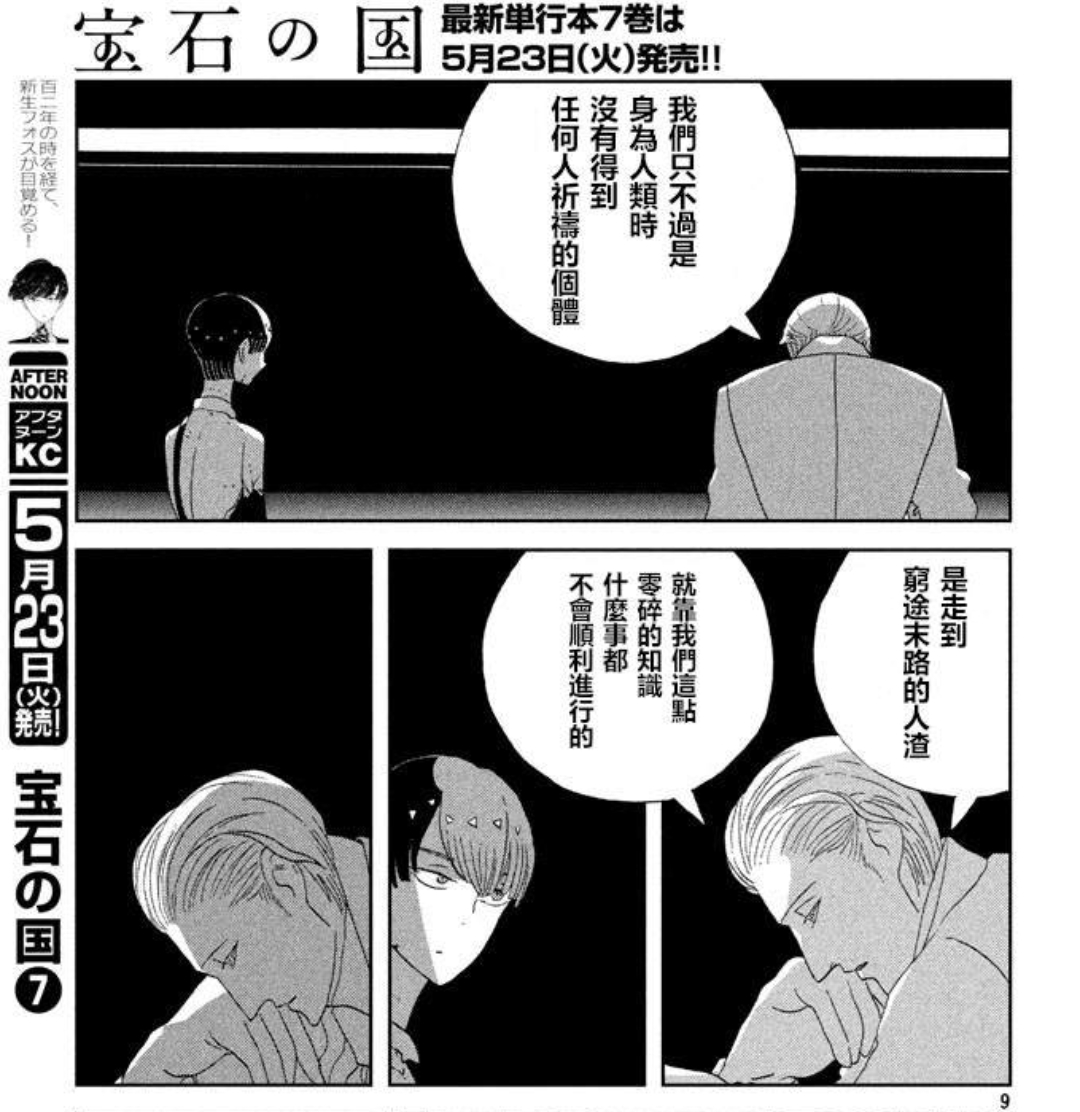 宝石の国
最新単行本7巻は
5月23日(火)発売!!
百二年の時を経て、
新生フォスが目覚める!
AFTER
NOON
アフタ
ヌーン
KC
5月23日(火)発売!
宝石の国7
我們只不過是
身為人類時
沒有得到
任何人祈禱的個體
是走到
窮途末路的人渣
就靠我們這點
零碎的知識
什麼事都
不會順利進行的
9